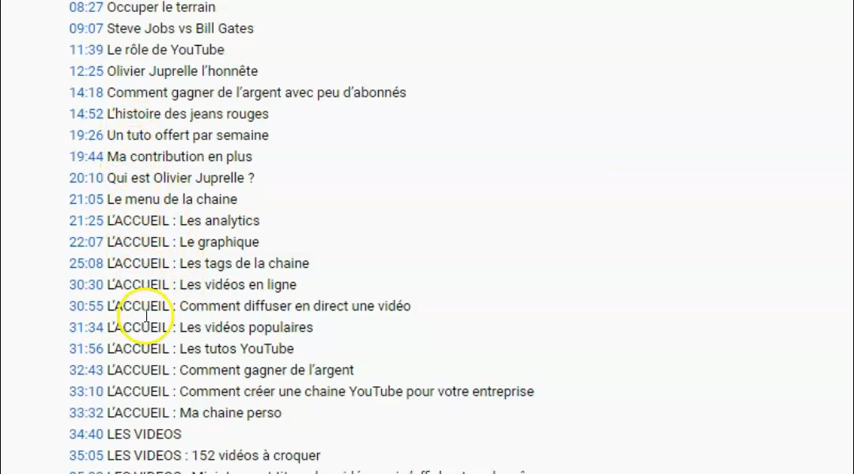 08:27 Occuper le terrain
09:07 Steve Jobs vs Bill Gates
11:39 Le rôle de YouTube
12:25 Olivier Juprelle l'honnête
14:18 Comment gagner de l'argent avec peu d'abonnés
14:52 L'histoire des jeans rouges
19:26 Un tuto offert par semaine
19:44 Ma contribution en plus
20:10 Qui est Olivier Juprelle ?
21:05 Le menu de la chaine
21:25 L'ACCUEIL : Les analytics
22:07 L'ACCUEIL : Le graphique
25:08 L'ACCUEIL : Les tags de la chaine
30:30 L'ACCUEIL : Les vidéos en ligne
30:55 L'ACCUEIL : Comment diffuser en direct une vidéo
31:34 L'ACCUEIL : Les vidéos populaires
31:56 L'ACCUEIL : Les tutos YouTube
32:43 L'ACCUEIL : Comment gagner de l'argent
33:10 L'ACCUEIL : Comment créer une chaine YouTube pour votre entreprise
33:32 L'ACCUEIL : Ma chaine perso
34:40 LES VIDEOS
35:05 LES VIDEOS : 152 vidéos à croquer
LES VIDEOS :